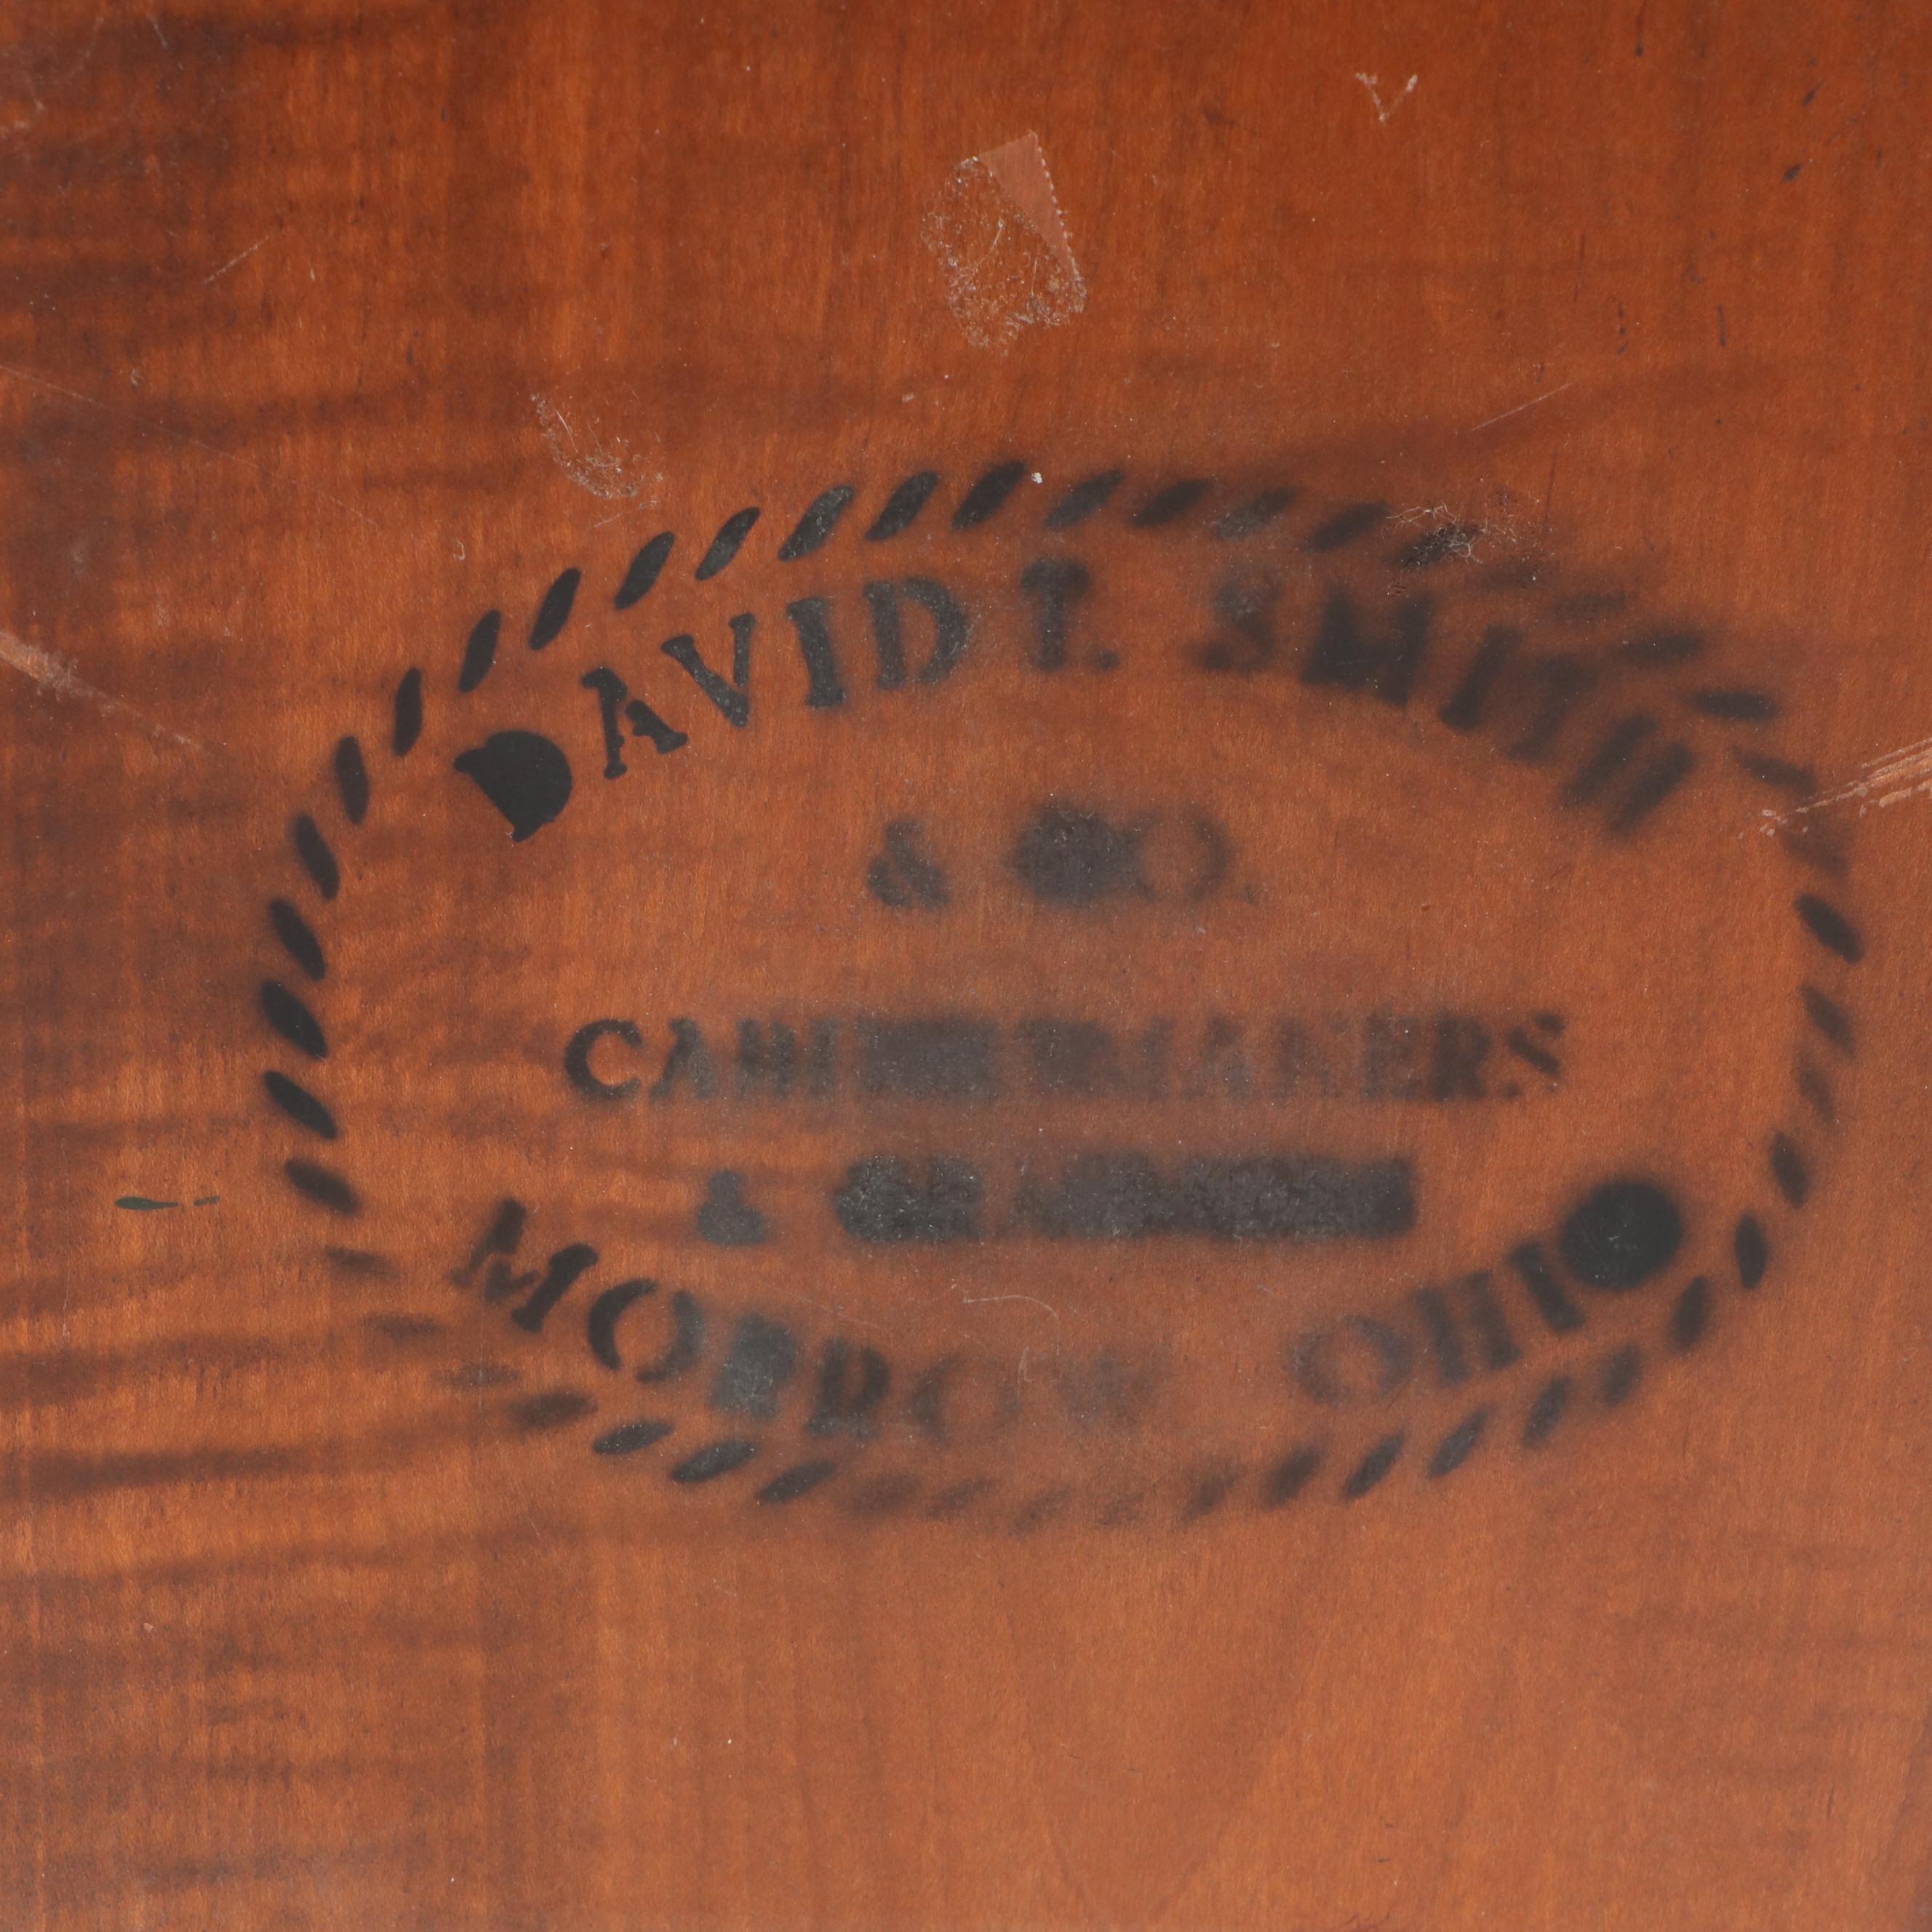 DAVID T. SMITH
& CO.
CABINETMAKERS
&
MORROW OHIO